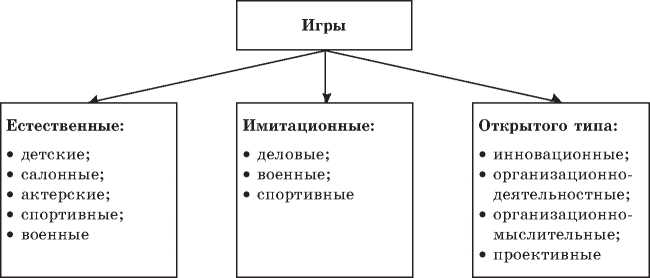 Игры
Естественные:
• детские;
• салонные;
• актерские;
• спортивные;
• военные
Имитационные:
• деловые;
• военные;
• спортивные
Открытого типа:
• инновационные;
• организационно-
деятельностные;
• организационно-
мыслительные;
• проективные